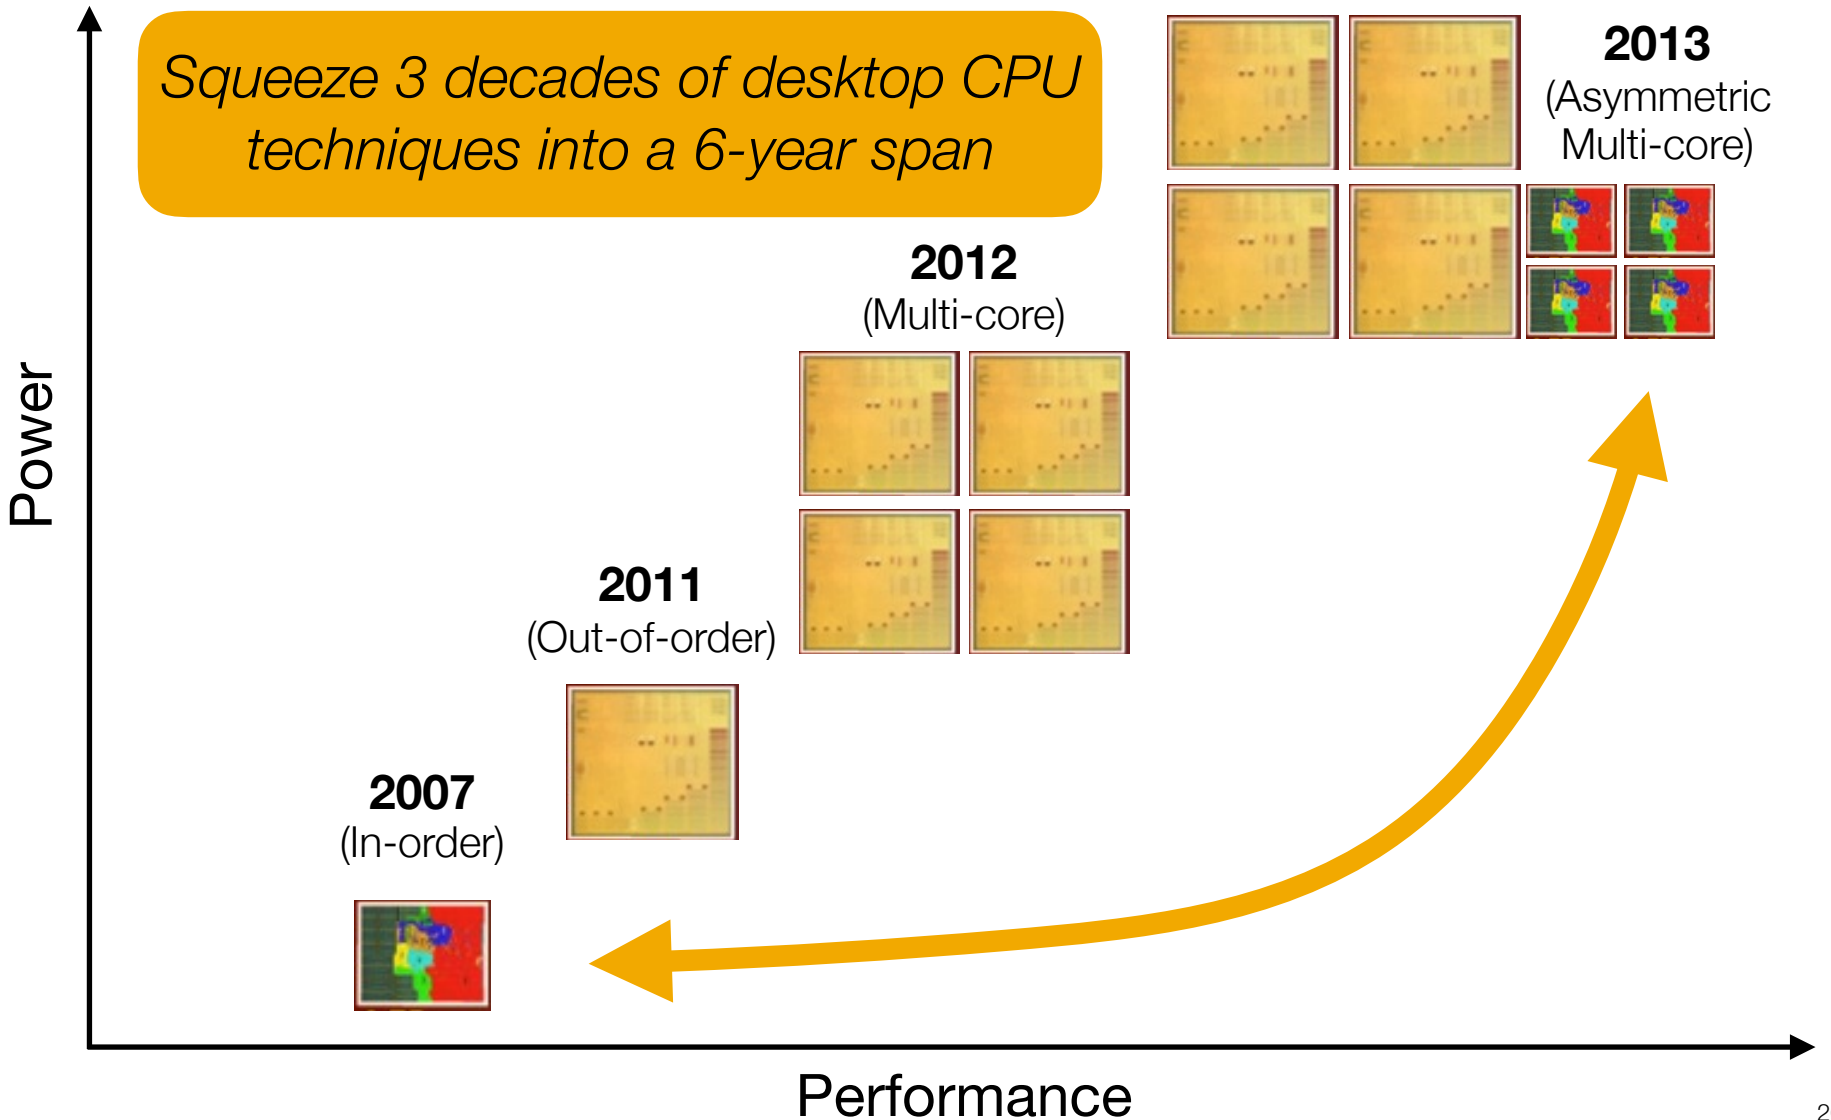 Squeeze 3 decades of desktop CPU
techniques into a 6-year span
2013
(Asymmetric
Multi-core)
2012
(Multi-core)
2011
(Out-of-order)
2007
(In-order)
Power
Performance
2